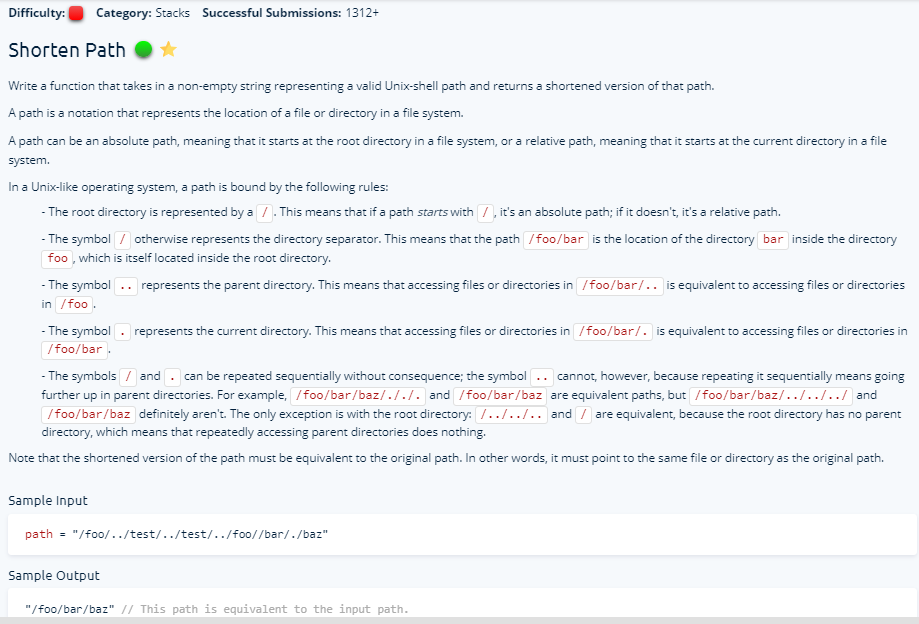 Difficulty: Category: Stacks Successful Submissions: 1312+
Shorten Path
Write a function that takes in a non-empty string representing a valid Unix-shell path and returns a shortened version of that path.
A path is a notation that represents the location of a file or directory in a file system.
A path can be an absolute path, meaning that it starts at the root directory in a file system, or a relative path, meaning that it starts at the current directory in a file
system.
In a Unix-like operating system, a path is bound by the following rules:
- The root directory is represented by a /. This means that if a path starts with /, it's an absolute path; if it doesn't, it's a relative path.
- The symbol / otherwise represents the directory separator. This means that the path /foo/bar is the location of the directory bar inside the directory
foo, which is itself located inside the root directory.
- The symbol .. represents the parent directory. This means that accessing files or directories in /foo/bar/.. is equivalent to accessing files or directories
in /foo.
- The symbol . represents the current directory. This means that accessing files or directories in /foo/bar/. is equivalent to accessing files or directories in
/foo/bar.
- The symbols / and . can be repeated sequentially without consequence; the symbol .. cannot, however, because repeating it sequentially means going
further up in parent directories. For example, /foo/bar/baz/././. and /foo/bar/baz are equivalent paths, but /foo/bar/baz/../../../ and
/foo/bar/baz definitely aren't. The only exception is with the root directory: /../../.. and / are equivalent, because the root directory has no parent
directory, which means that repeatedly accessing parent directories does nothing.
Note that the shortened version of the path must be equivalent to the original path. In other words, it must point to the same file or directory as the original path.
Sample Input
path = "/foo/../test/../test/../foo//bar/./baz"
Sample Output
"/foo/bar/baz" // This path is equivalent to the input path.